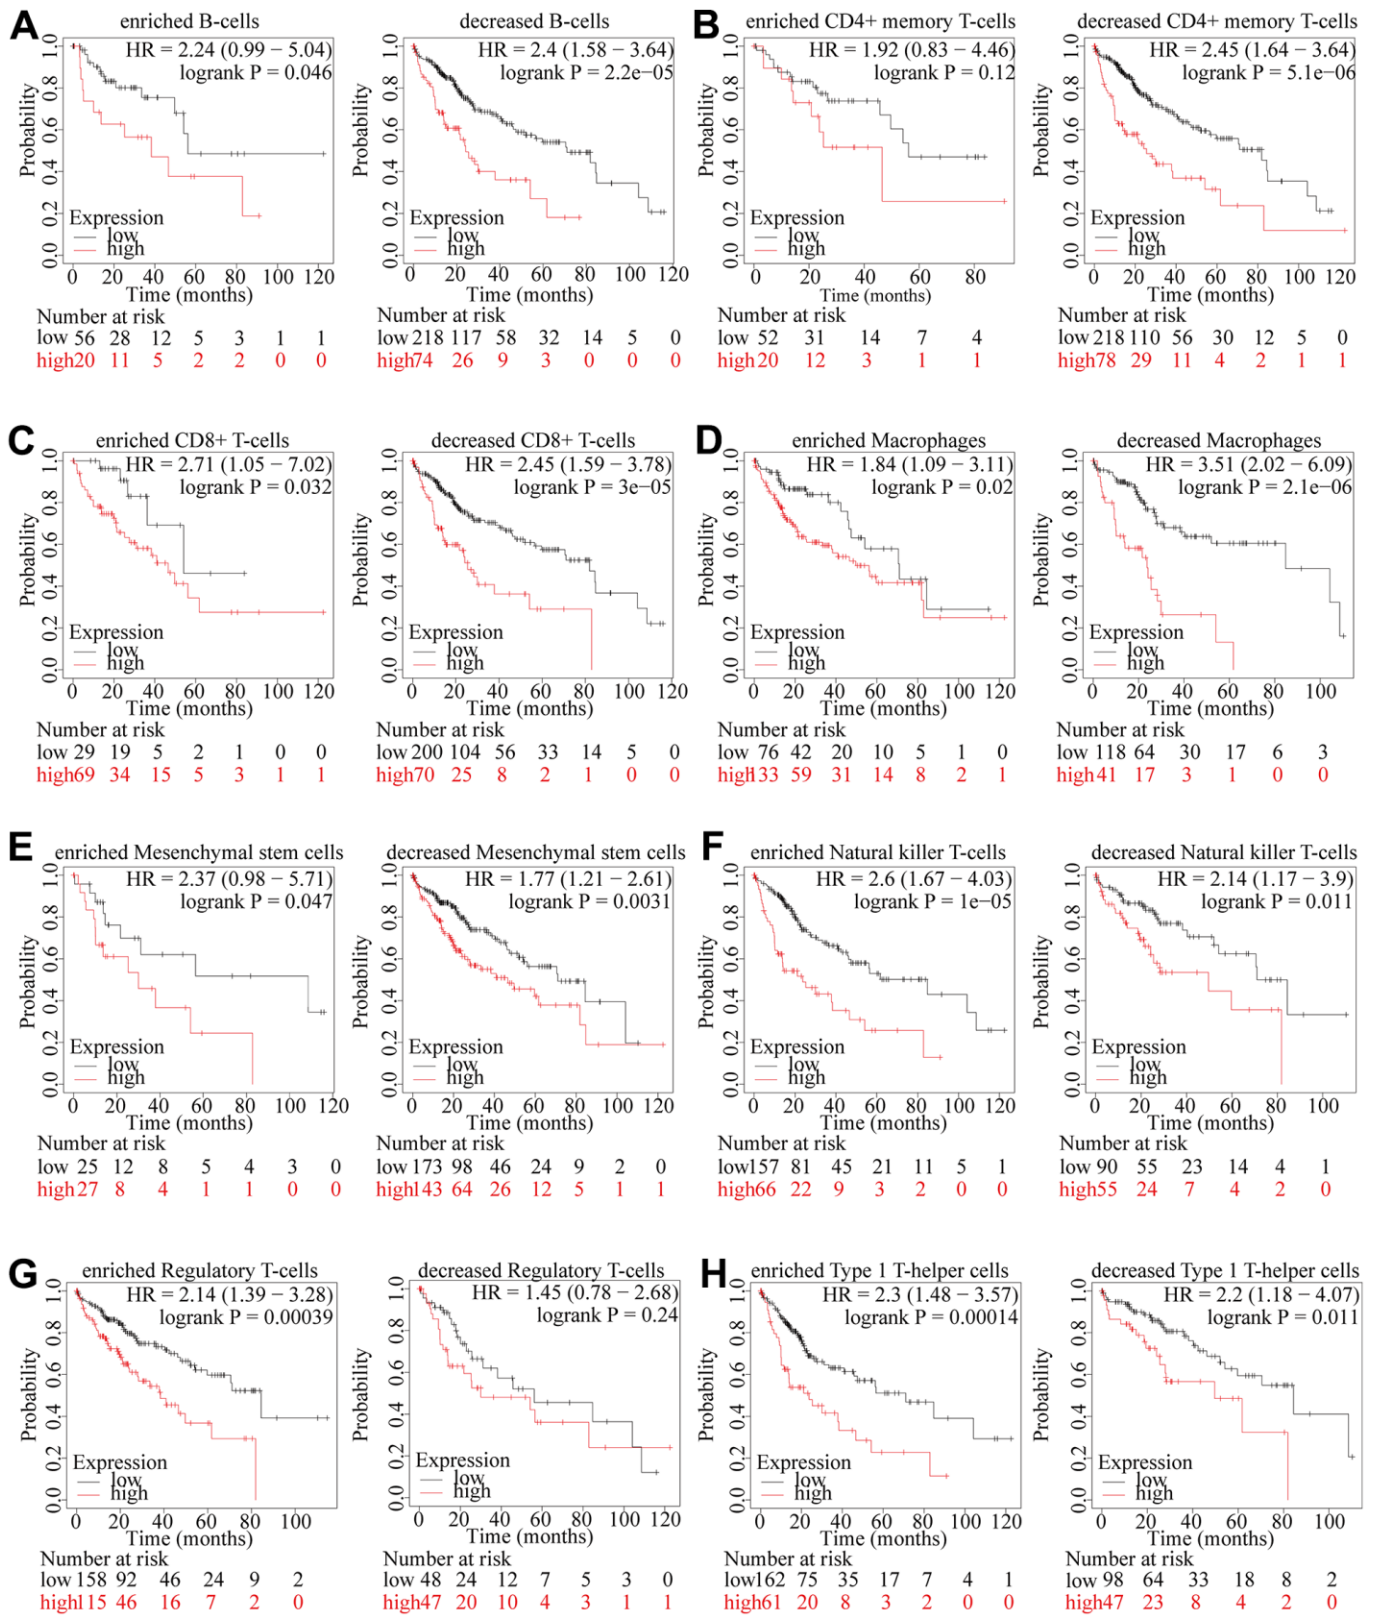 A
enriched B-cells
HR = 2.24 (0.99 − 5.04)
logrank P = 0.046
Probability
0.0 0.2 0.4 0.6 0.8 1.0
Expression
low
high
0 20 40 60 80 100 120
Time (months)
Number at risk
low 56 28 12 5 3 1 1
high 20 11 5 2 2 0 0
decreased B-cells
HR = 2.4 (1.58 − 3.64)
logrank P = 2.2e−05
Probability
0.0 0.2 0.4 0.6 0.8 1.0
Expression
low
high
0 20 40 60 80 100 120
Time (months)
Number at risk
low 218 117 58 32 14 5 0
high 74 26 9 3 0 0 0
B
enriched CD4+ memory T-cells
HR = 1.92 (0.83 − 4.46)
logrank P = 0.12
Probability
0.0 0.2 0.4 0.6 0.8 1.0
Expression
low
high
0 20 40 60 80
Time (months)
Number at risk
low 52 31 14 7 4
high 20 12 3 1 1
decreased CD4+ memory T-cells
HR = 2.45 (1.64 − 3.64)
logrank P = 5.1e−06
Probability
0.0 0.2 0.4 0.6 0.8 1.0
Expression
low
high
0 20 40 60 80 100 120
Time (months)
Number at risk
low 218 110 56 30 12 5 0
high 78 29 11 4 2 1 1
C
enriched CD8+ T-cells
HR = 2.71 (1.05 − 7.02)
logrank P = 0.032
Probability
0.0 0.2 0.4 0.6 0.8 1.0
Expression
low
high
0 20 40 60 80 100 120
Time (months)
Number at risk
low 29 19 5 2 1 0 0
high 69 34 15 5 3 1 1
decreased CD8+ T-cells
HR = 2.45 (1.59 − 3.78)
logrank P = 3e−05
Probability
0.0 0.2 0.4 0.6 0.8 1.0
Expression
low
high
0 20 40 60 80 100 120
Time (months)
Number at risk
low 200 104 56 33 14 5 0
high 70 25 8 2 1 0 0
D
enriched Macrophages
HR = 1.84 (1.09 − 3.11)
logrank P = 0.02
Probability
0.0 0.2 0.4 0.6 0.8 1.0
Expression
low
high
0 20 40 60 80 100 120
Time (months)
Number at risk
low 76 42 20 10 5 1 0
high 133 59 31 14 8 2 1
decreased Macrophages
HR = 3.51 (2.02 − 6.09)
logrank P = 2.1e−06
Probability
0.0 0.2 0.4 0.6 0.8 1.0
Expression
low
high
0 20 40 60 80 100
Time (months)
Number at risk
low 118 64 30 17 6 3
high 41 17 3 1 0 0
E
enriched Mesenchymal stem cells
HR = 2.37 (0.98 − 5.71)
logrank P = 0.047
Probability
0.0 0.2 0.4 0.6 0.8 1.0
Expression
low
high
0 20 40 60 80 100 120
Time (months)
Number at risk
low 25 12 8 5 4 3 0
high 27 8 4 1 1 0 0
decreased Mesenchymal stem cells
HR = 1.77 (1.21 − 2.61)
logrank P = 0.0031
Probability
0.0 0.2 0.4 0.6 0.8 1.0
Expression
low
high
0 20 40 60 80 100 120
Time (months)
Number at risk
low 173 98 46 24 9 2 0
high 143 64 26 12 5 1 1
F
enriched Natural killer T-cells
HR = 2.6 (1.67 − 4.03)
logrank P = 1e−05
Probability
0.0 0.2 0.4 0.6 0.8 1.0
Expression
low
high
0 20 40 60 80 100 120
Time (months)
Number at risk
low 157 81 45 21 11 5 1
high 66 22 9 3 2 0 0
decreased Natural killer T-cells
HR = 2.14 (1.17 − 3.9)
logrank P = 0.011
Probability
0.0 0.2 0.4 0.6 0.8 1.0
Expression
low
high
0 20 40 60 80 100
Time (months)
Number at risk
low 90 55 23 14 4 1
high 55 24 7 4 2 0
G
enriched Regulatory T-cells
HR = 2.14 (1.39 − 3.28)
logrank P = 0.00039
Probability
0.0 0.2 0.4 0.6 0.8 1.0
Expression
low
high
0 20 40 60 80 100
Time (months)
Number at risk
low 158 92 46 24 9 2
high 115 46 16 7 2 0
decreased Regulatory T-cells
HR = 1.45 (0.78 − 2.68)
logrank P = 0.24
Probability
0.0 0.2 0.4 0.6 0.8 1.0
Expression
low
high
0 20 40 60 80 100 120
Time (months)
Number at risk
low 48 24 12 7 5 3 0
high 47 20 10 4 3 1 1
H
enriched Type 1 T-helper cells
HR = 2.3 (1.48 − 3.57)
logrank P = 0.00014
Probability
0.0 0.2 0.4 0.6 0.8 1.0
Expression
low
high
0 20 40 60 80 100 120
Time (months)
Number at risk
low 162 75 35 17 7 4 1
high 61 20 8 3 2 0 0
decreased Type 1 T-helper cells
HR = 2.2 (1.18 − 4.07)
logrank P = 0.011
Probability
0.0 0.2 0.4 0.6 0.8 1.0
Expression
low
high
0 20 40 60 80 100
Time (months)
Number at risk
low 98 64 33 18 8 2
high 47 23 8 4 2 0